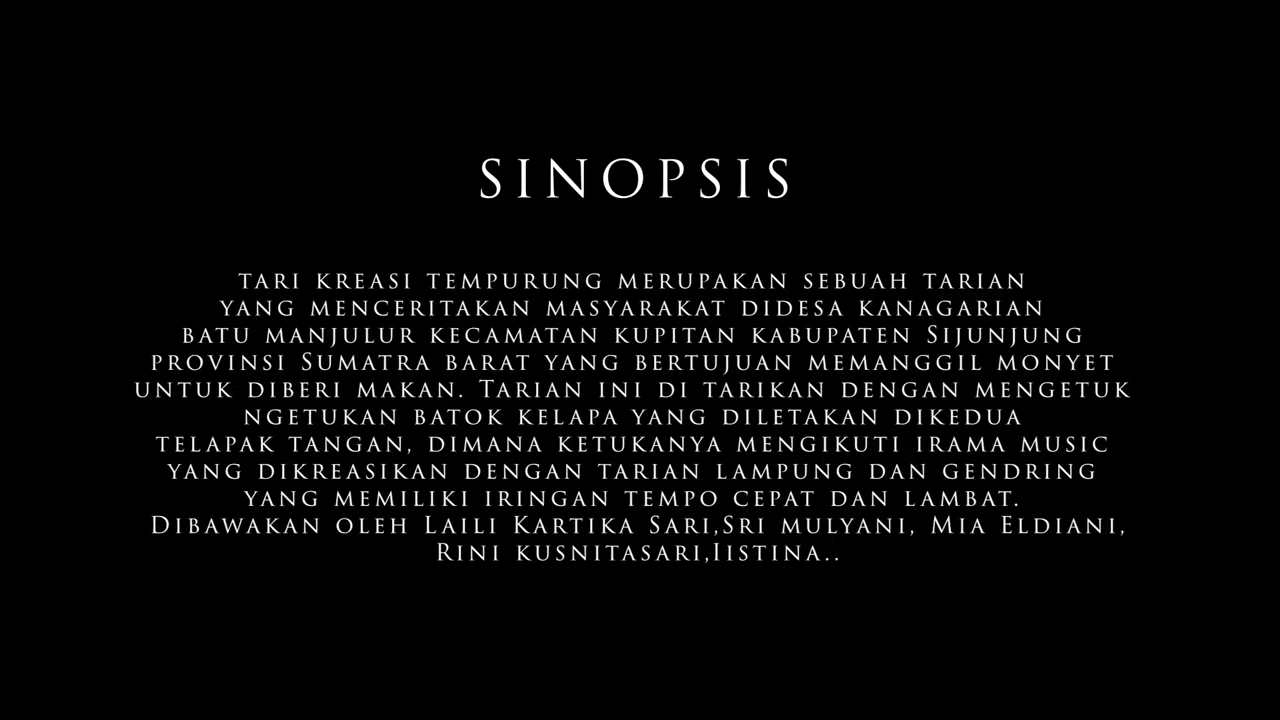 SINOPSIS
TARI KREASI TEMPURUNG MERUPAKAN SEBUAH TARIAN
YANG MENCERITAKAN MASYARAKAT DIDESA KANAGARIAN
BATU MANJULUR KECAMATAN KUPITAN KABUPATEN SIJUNJUNG
PROVINSI SUMATRA BARAT YANG BERTUJUAN MEMANGGIL MONYET
UNTUK DIBERI MAKAN. TARIAN INI DI TARIKAN DENGAN MENGETUK
NGETUKAN BATOK KELAPA YANG DILETAKAN DIKEDUA
TELAPAK TANGAN, DIMANA KETUKANYA MENGIKUTI IRAMA MUSIC
YANG DIKREASIKAN DENGAN TARIAN LAMPUNG DAN GENDRING
YANG MEMILIKI IRINGAN TEMPO CEPAT DAN LAMBAT.
DIBAWAKAN OLEH LAILI KARTIKA SARI,SRI MULYANI, MIA ELDIANI,
RINI KUSNITASARI,IISTINA..